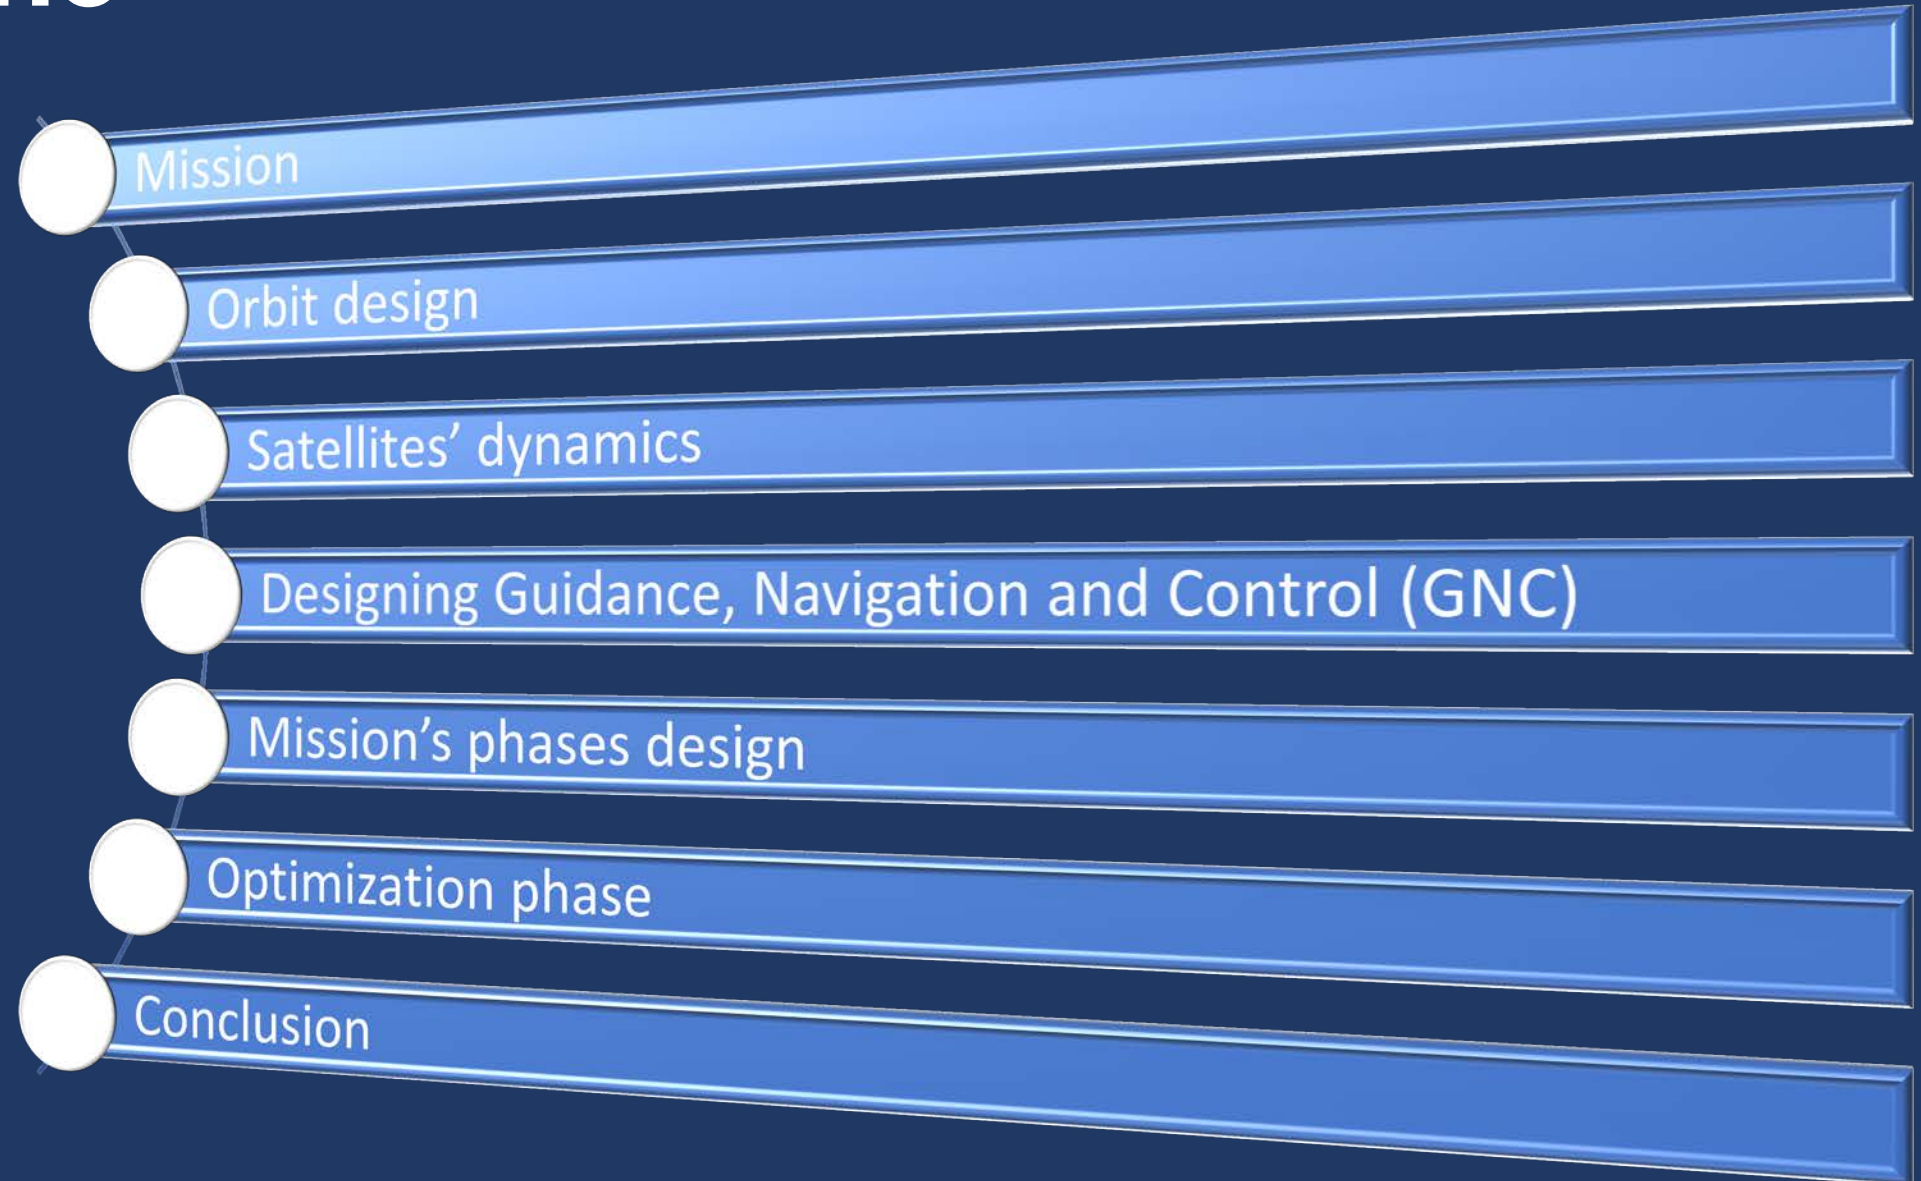 Mission
Orbit design
Satellites’ dynamics
Designing Guidance, Navigation and Control (GNC)
Mission’s phases design
Optimization phase
Conclusion